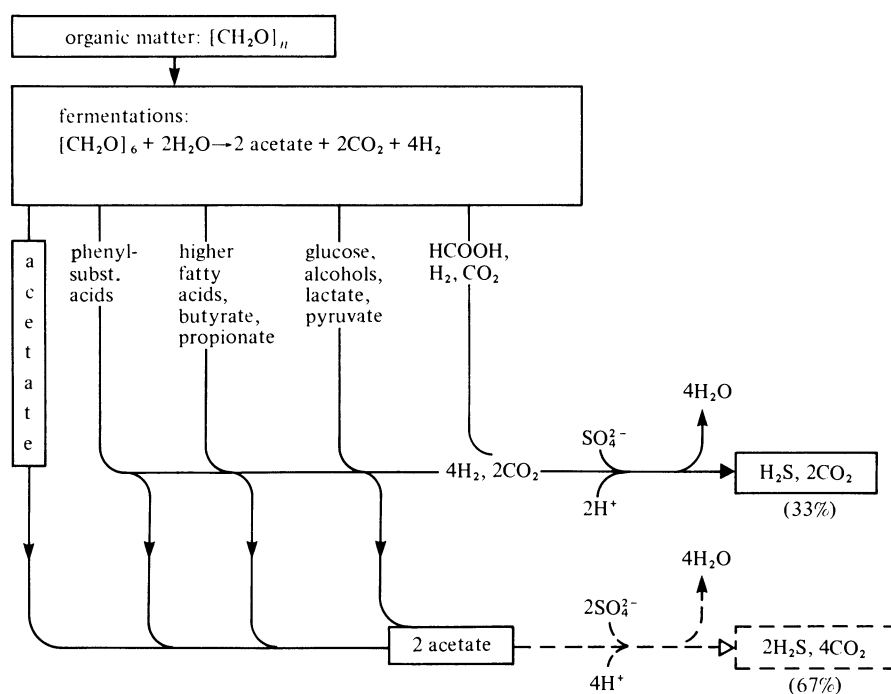 organic matter: [CH₂O]ₙ
fermentations:
[CH₂O]₆ + 2H₂O→2 acetate + 2CO₂ + 4H₂
acetate
phenyl-
subst.
acids
higher
fatty
acids,
butyrate,
propionate
glucose,
alcohols,
lactate,
pyruvate
HCOOH,
H₂, CO₂
4H₂, 2CO₂
SO₄²⁻
2H⁺
4H₂O
H₂S, 2CO₂
(33%)
2 acetate
2SO₄²⁻
4H⁺
4H₂O
2H₂S, 4CO₂
(67%)